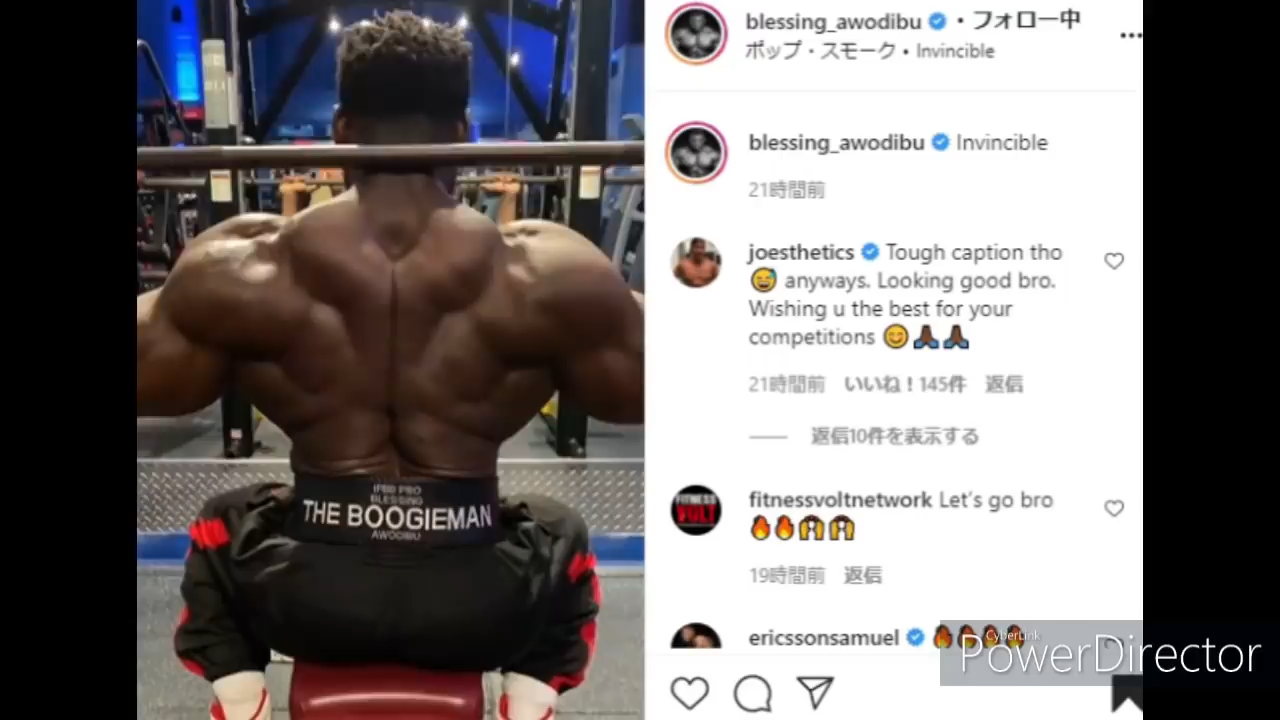 IFBB PRO
BLESSING
THE BOOGIEMAN
AWODIBU
blessing_awodibu • フォロー中
ポップ・スモーク • Invincible
blessing_awodibu Invincible
21時間前
joesthetics Tough caption tho
😅 anyways. Looking good bro.
Wishing u the best for your
competitions 😊🙏🏿🙏🏿
21時間前 いいね！145件 返信
返信10件を表示する
FITNESS
VOLT
fitnessvoltnetwork Let's go bro
🔥🔥🙌🙌
19時間前 返信
ericssonsamuel 🔥🔥🔥🔥
CyberLink
PowerDirector